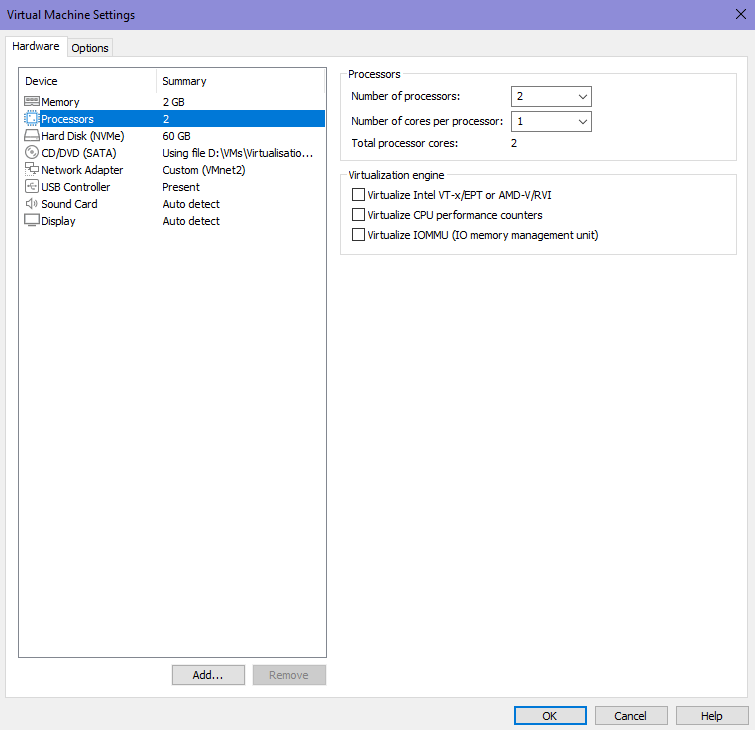 Virtual Machine Settings
Hardware
Options
Device Summary
Memory 2 GB
Processors 2
Hard Disk (NVMe) 60 GB
CD/DVD (SATA) Using file D:\VMs\Virtualisatio...
Network Adapter Custom (VMnet2)
USB Controller Present
Sound Card Auto detect
Display Auto detect
Add...
Remove
Processors
Number of processors: 2
Number of cores per processor: 1
Total processor cores: 2
Virtualization engine
Virtualize Intel VT-x/EPT or AMD-V/RVI
Virtualize CPU performance counters
Virtualize IOMMU (IO memory management unit)
OK
Cancel
Help